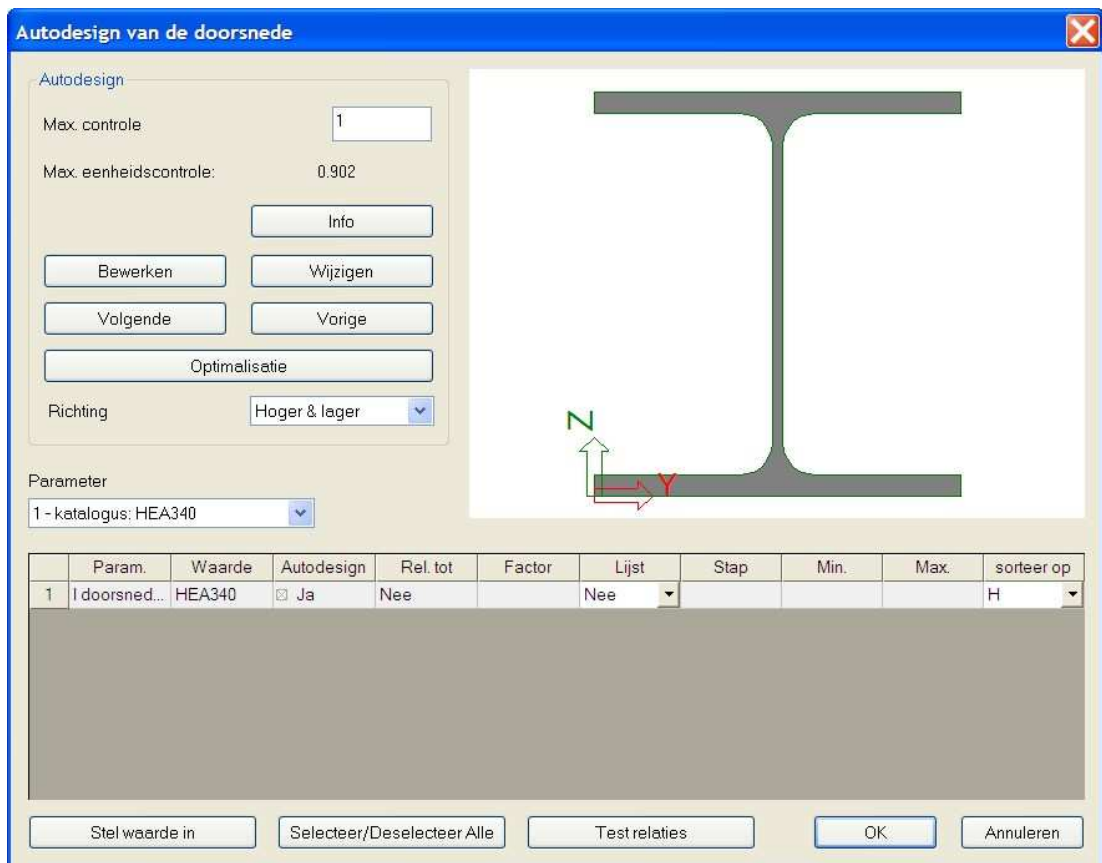 Autodesign van de doorsnede
Autodesign
Max. controle 1
Max. eenheidscontrole: 0.902
Info
Bewerken Wijzigen
Volgende Vorige
Optimalisatie
Richting Hoger & lager
Z
Y
Parameter
1 - katalogus: HEA340
Param. Waarde Autodesign Rel. tot Factor Lijst Stap Min. Max. sorteer op
1 I doorsned... HEA340 Ja Nee Nee H
Stel waarde in Selecteer/Deselecteer Alle Test relaties OK Annuleren